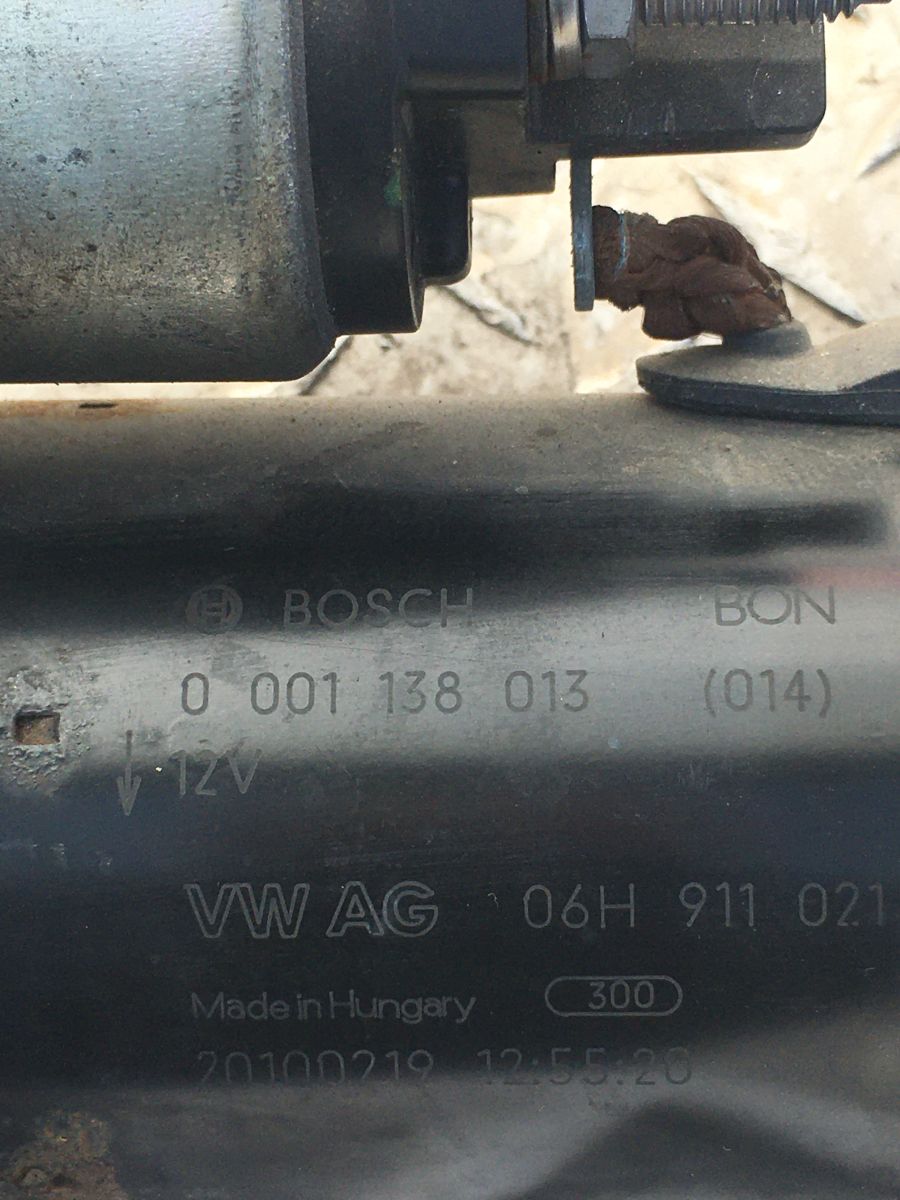 BOSCH BON
0 001 138 013 (014)
12V
VW AG 06H 911 021
Made in Hungary 300
20100219 12:55:20